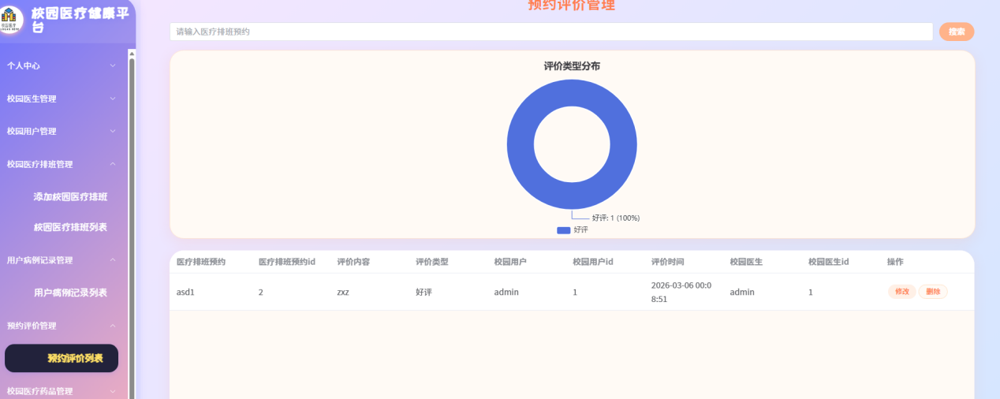 校园医疗健康平
台
个人中心
校园医生管理
校园用户管理
校园医疗排班管理
添加校园医疗排班
校园医疗排班列表
用户病例记录管理
用户病例记录列表
预约评价管理
预约评价列表
校园医疗药品管理
预约评价管理
请输入医疗排班预约 搜索
评价类型分布
好评: 1 (100%)
好评
医疗排班预约 医疗排班预约id 评价内容 评价类型 校园用户 校园用户id 评价时间 校园医生 校园医生id 操作
asd1 2 zxz 好评 admin 1 2026-03-06 00:0 admin 1 修改 删除
8:51